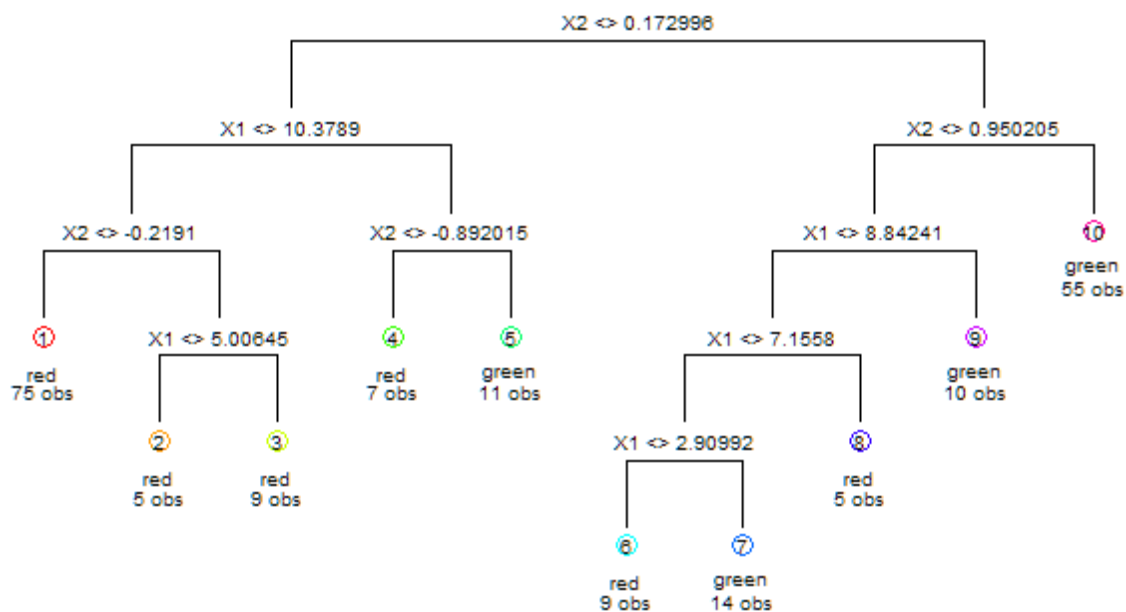 X2 <> 0.172996
X1 <> 10.3789
X2 <> 0.950205
X2 <> -0.2191
X2 <> -0.892015
X1 <> 8.84241
10
green
55 obs
1
red
75 obs
X1 <> 5.00645
4
red
7 obs
5
green
11 obs
X1 <> 7.1558
9
green
10 obs
2
red
5 obs
3
red
9 obs
X1 <> 2.90992
8
red
5 obs
6
red
9 obs
7
green
14 obs